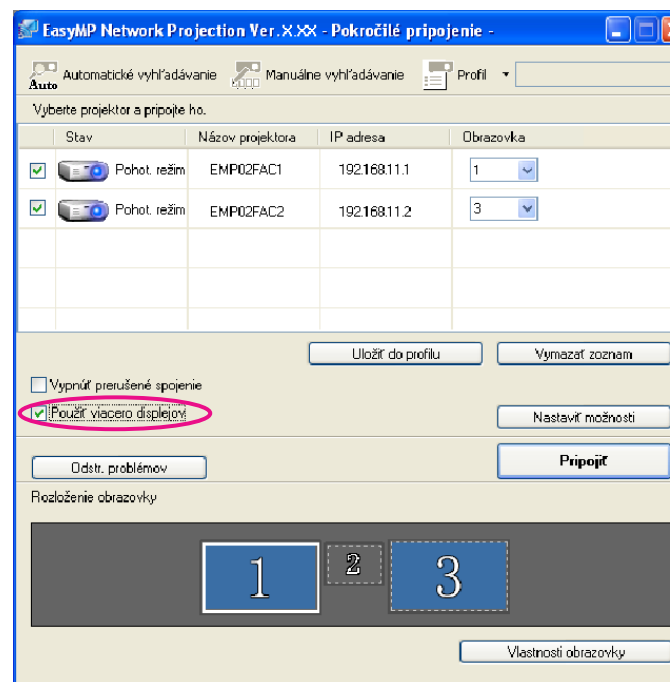 EasyMP Network Projection Ver.X.XX - Pokročilé pripojenie -
Auto Automatické vyhľadávanie Manuálne vyhľadávanie Profil
Vyberte projektor a pripojte ho.
Stav Názov projektora IP adresa Obrazovka
Pohot. režim EMP02FAC1 192.168.11.1 1
Pohot. režim EMP02FAC2 192.168.11.2 3
Uložiť do profilu Vymazať zoznam
Vypnúť prerušené spojenie
Použiť viacero displejov Nastaviť možnosti
Odstr. problémov Pripojiť
Rozloženie obrazovky
1 2 3
Vlastnosti obrazovky